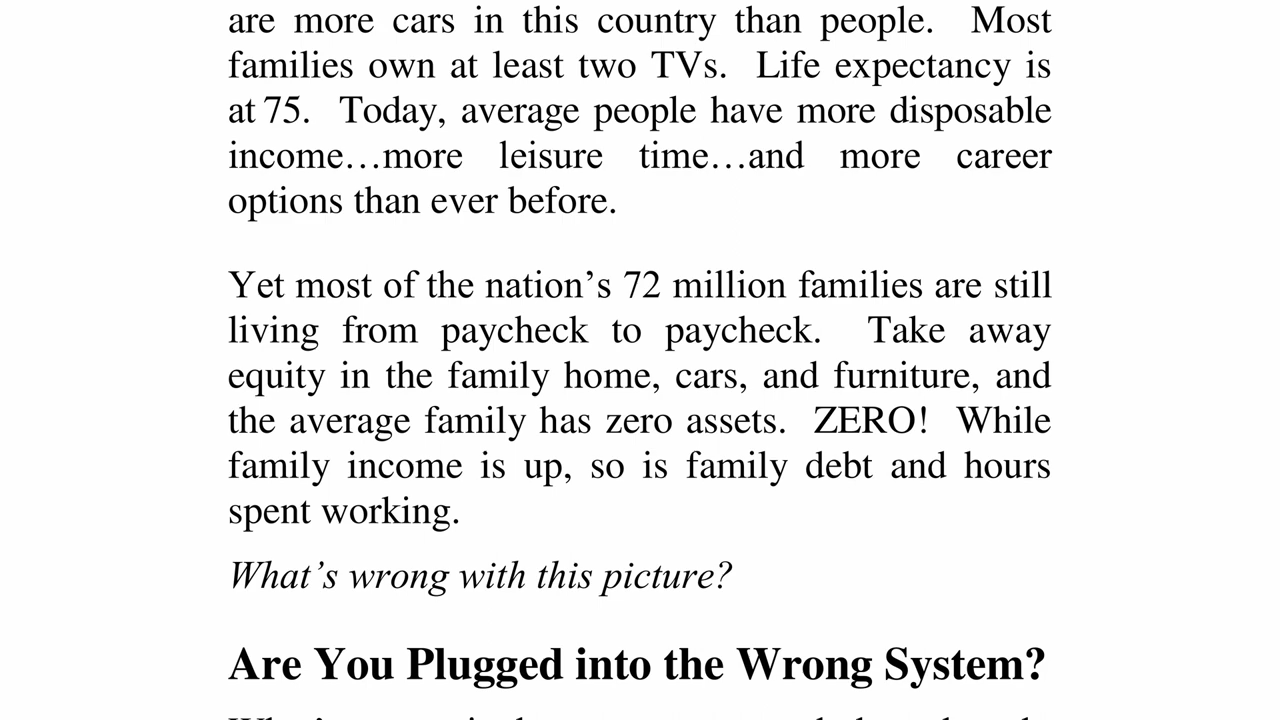 are more cars in this country than people.  Most
families own at least two TVs.  Life expectancy is
at 75.  Today, average people have more disposable
income…more leisure time…and more career
options than ever before.
Yet most of the nation’s 72 million families are still
living from paycheck to paycheck.  Take away
equity in the family home, cars, and furniture, and
the average family has zero assets.  ZERO!  While
family income is up, so is family debt and hours
spent working.
What’s wrong with this picture?
Are You Plugged into the Wrong System?